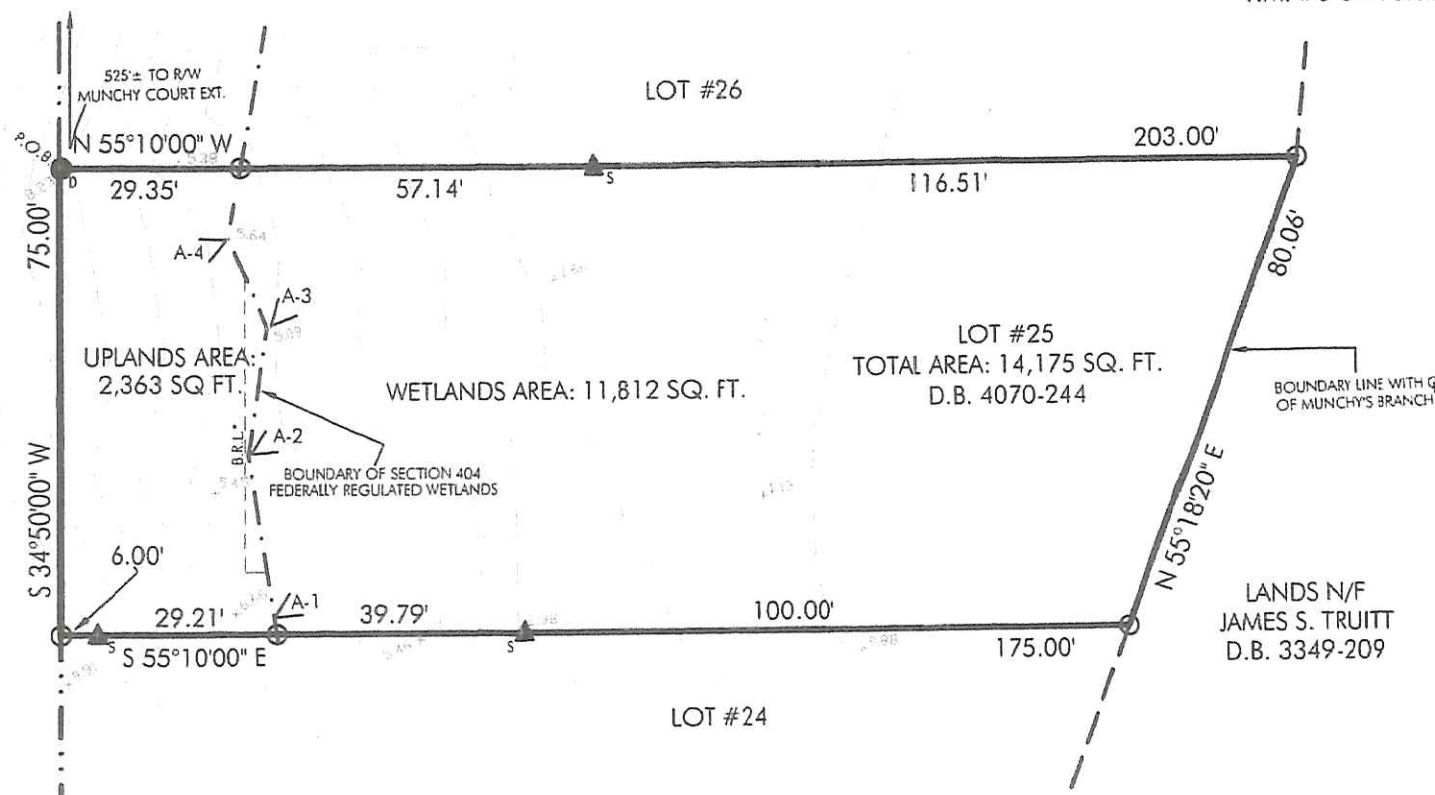 525'± TO R/W
MUNCHY COURT EXT.
LOT #26
P.O.B.
N 55°10'00" W
203.00'
D
29.35'
57.14'
S
116.51'
75.00'
5.64
A-4
A-3
80.06'
UPLANDS AREA:
2,363 SQ FT.
WETLANDS AREA: 11,812 SQ. FT.
LOT #25
TOTAL AREA: 14,175 SQ. FT.
D.B. 4070-244
BOUNDARY LINE WITH
OF MUNCHY'S BRANCH
A-2
B.R.L.
BOUNDARY OF SECTION 404
FEDERALLY REGULATED WETLANDS
S 34°50'00" W
N 55°18'20" E
6.00'
29.21'
A-1
39.79'
100.00'
S
S 55°10'00" E
S
175.00'
LANDS N/F
JAMES S. TRUITT
D.B. 3349-209
LOT #24